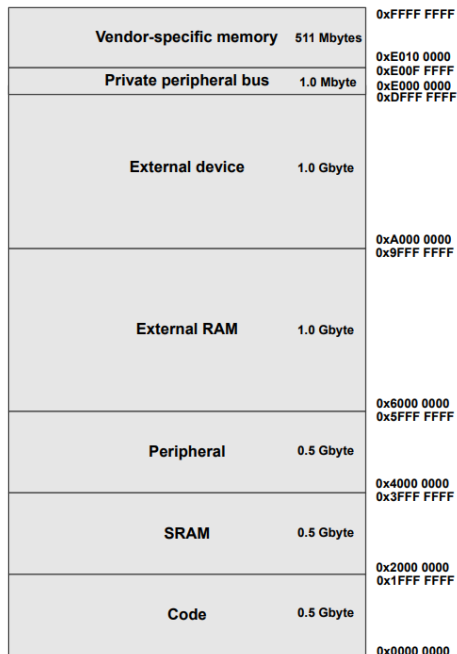 0xFFFF FFFF
Vendor-specific memory 511 Mbytes
0xE010 0000
0xE00F FFFF
Private peripheral bus 1.0 Mbyte
0xE000 0000
0xDFFF FFFF
External device 1.0 Gbyte
0xA000 0000
0x9FFF FFFF
External RAM 1.0 Gbyte
0x6000 0000
0x5FFF FFFF
Peripheral 0.5 Gbyte
0x4000 0000
0x3FFF FFFF
SRAM 0.5 Gbyte
0x2000 0000
0x1FFF FFFF
Code 0.5 Gbyte
0x0000 0000